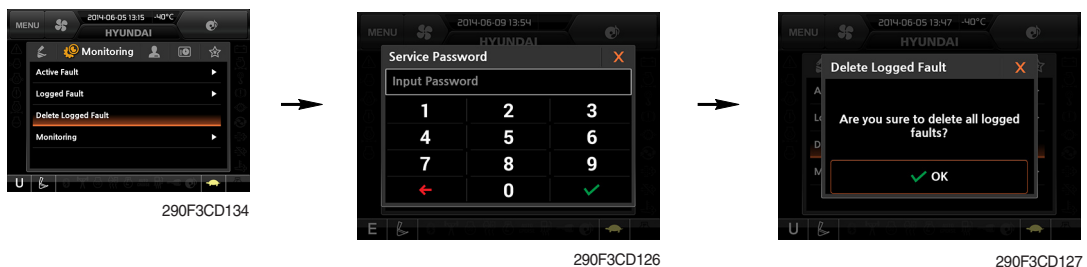 MENU
2014-06-05 13:15 -40°C
HYUNDAI
Monitoring
Active Fault
Logged Fault
Delete Logged Fault
Monitoring
U
290F3CD134
MENU
2014-06-09 13:54
HYUNDAI
Service Password X
Input Password
1 2 3
4 5 6
7 8 9
0
E
290F3CD126
MENU
2014-06-05 13:47 -40°C
HYUNDAI
Delete Logged Fault X
A
Lo
D
M
Are you sure to delete all logged
faults?
OK
U
290F3CD127